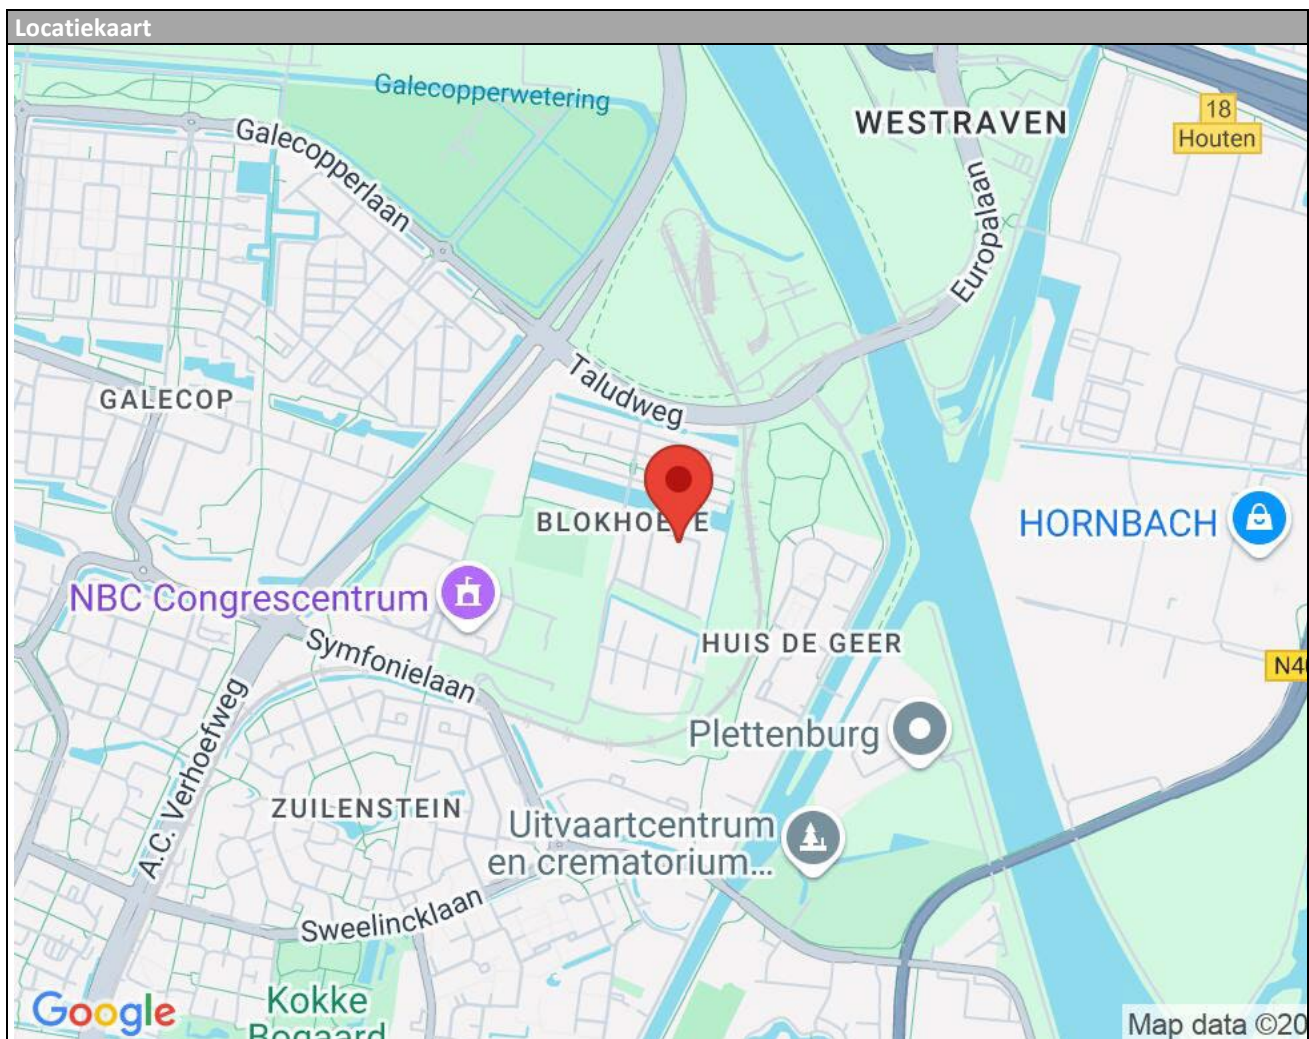 Locatiekaart
Galecopperwetering
WESTRAVEN
18
Houten
Galecopperlaan
Europalaan
Taludweg
GALECOP
HORNBACH
NBC Congrescentrum
Symfonielaan
HUIS DE GEER
A.C. Verhoefweg
Plettenburg
ZUILENSTEIN
Uitvaartcentrum
en crematorium...
Sweelincklaan
Google
Kokke
Bogaard
Map data ©20